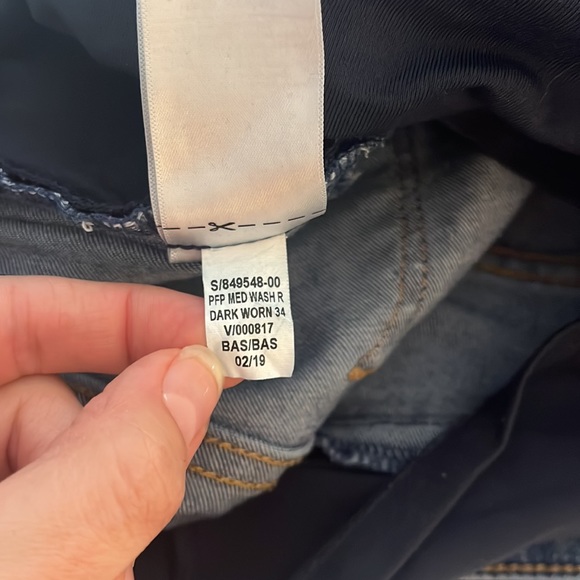 S/849548-00
PFP MED WASH R
DARK WORN 34
V/000817
BAS/BAS
02/19